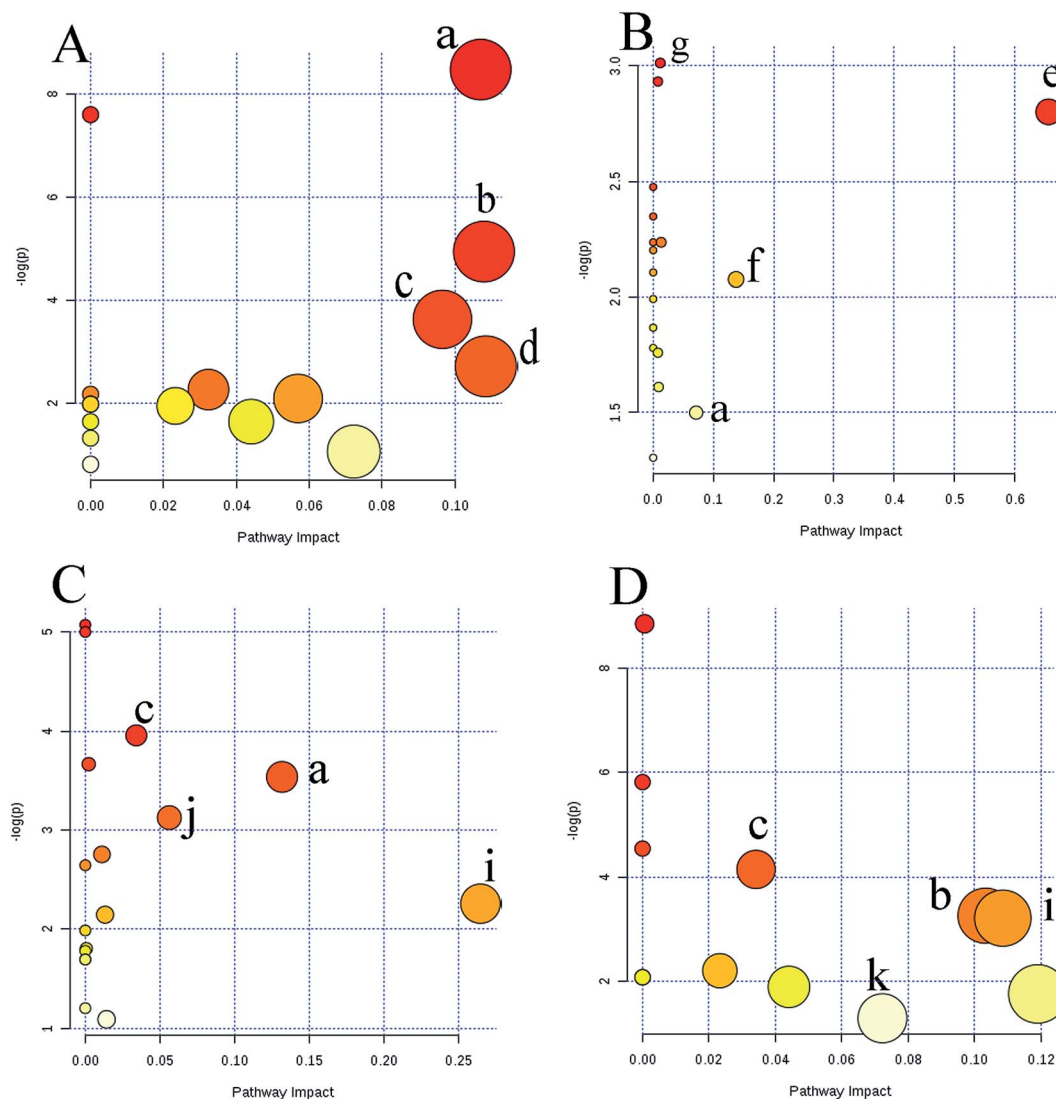 A
a
b
c
d
8
6
4
2
-log(p)
0.00 0.02 0.04 0.06 0.08 0.10
Pathway Impact
B
g
e
f
a
3.0
2.5
2.0
1.5
-log(p)
0.0 0.1 0.2 0.3 0.4 0.5 0.6
Pathway Impact
C
c
a
j
i
5
4
3
2
1
-log(p)
0.00 0.05 0.10 0.15 0.20 0.25
Pathway Impact
D
c
b
i
k
8
6
4
2
-log(p)
0.00 0.02 0.04 0.06 0.08 0.10 0.12
Pathway Impact